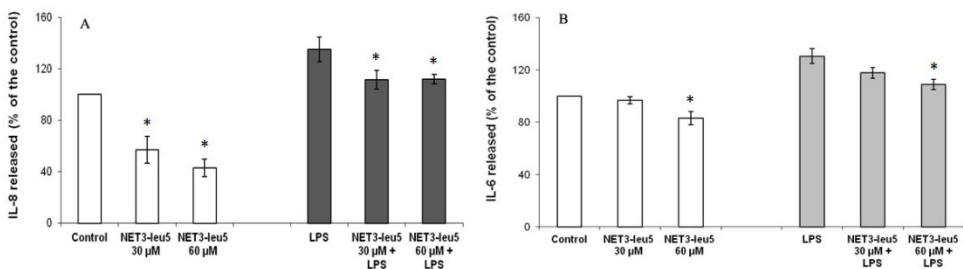 A
IL-8 released (% of the control)
160
120
80
40
0
*
*
*
*
Control
NET3-leu5
30 µM
NET3-leu5
60 µM
LPS
NET3-leu5
30 µM +
LPS
NET3-leu5
60 µM +
LPS
B
IL-6 released (% of the control)
160
120
80
40
0
*
*
Control
NET3-leu5
30 µM
NET3-leu5
60 µM
LPS
NET3-leu5
30 µM +
LPS
NET3-leu5
60 µM +
LPS